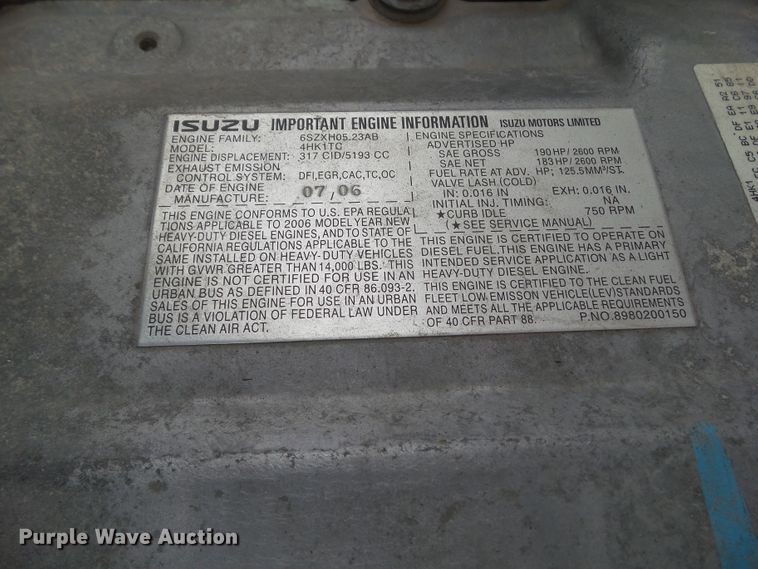 ISUZU IMPORTANT ENGINE INFORMATION ISUZU MOTORS LIMITED
ENGINE FAMILY: 6SZXH05.23AB
MODEL: 4HK1TC
ENGINE DISPLACEMENT: 317 CID/5193 CC
EXHAUST EMISSION
CONTROL SYSTEM: DFI,EGR,CAC,TC,OC
DATE OF ENGINE
MANUFACTURE: 07,06
THIS ENGINE CONFORMS TO U.S. EPA REGULA
TIONS APPLICABLE TO 2006 MODEL YEAR NEW
HEAVY-DUTY DIESEL ENGINES, AND TO STATE OF
CALIFORNIA REGULATIONS APPLICABLE TO THE
SAME INSTALLED ON HEAVY-DUTY VEHICLES
WITH GVWR GREATER THAN 14,000 LBS. THIS
ENGINE IS NOT CERTIFIED FOR USE IN AN
URBAN BUS AS DEFINED IN 40 CFR 86.093-2.
SALES OF THIS ENGINE FOR USE IN AN URBAN
BUS IS A VIOLATION OF FEDERAL LAW UNDER
THE CLEAN AIR ACT.
ENGINE SPECIFICATIONS
ADVERTISED HP
SAE GROSS 190 HP/ 2600 RPM
SAE NET 183 HP/ 2600 RPM
FUEL RATE AT ADV. HP; 125.5MM³/ST.
VALVE LASH (COLD)
IN: 0.016 IN EXH: 0.016 IN.
INITIAL INJ. TIMING: NA
★CURB IDLE 750 RPM
(★SEE SERVICE MANUAL)
THIS ENGINE IS CERTIFIED TO OPERATE ON
DIESEL FUEL.THIS ENGINE HAS A PRIMARY
INTENDED SERVICE APPLICATION AS A LIGHT
HEAVY-DUTY DIESEL ENGINE.
THIS ENGINE IS CERTIFIED TO THE CLEAN FUEL
FLEET LOW EMISSON VEHICLE(LEV)STANDARDS
AND MEETS ALL THE APPLICABLE REQUIREMENTS
OF 40 CFR PART 88. P.NO.8980200150
4HK1
Purple Wave Auction®